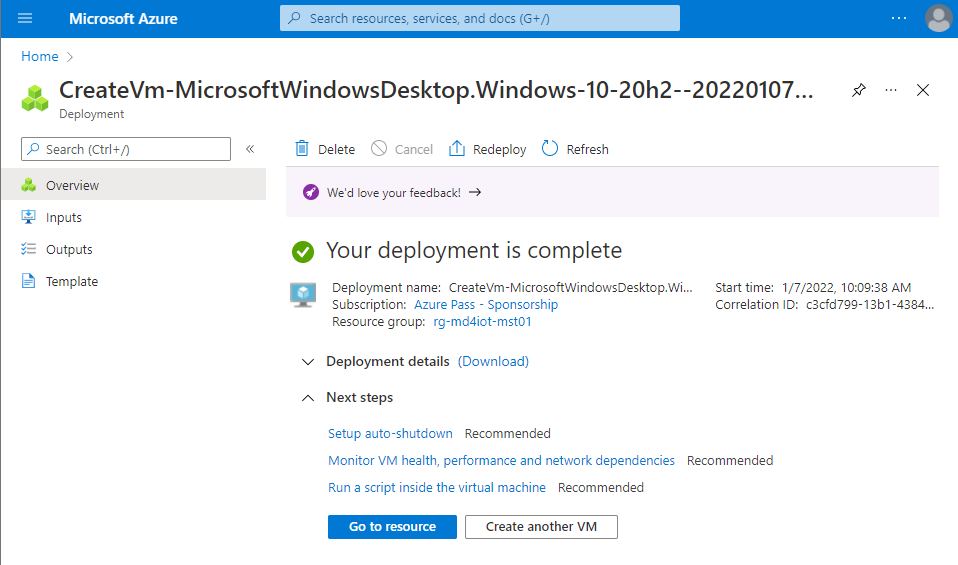 Microsoft Azure
Search resources, services, and docs (G+/)
...
Home >
CreateVm-MicrosoftWindowsDesktop.Windows-10-20h2--20220107...
...
Deployment
Search (Ctrl+/)
«
Delete
Cancel
Redeploy
Refresh
Overview
Inputs
Outputs
Template
We'd love your feedback! →
Your deployment is complete
Deployment name: CreateVm-MicrosoftWindowsDesktop.Wi...
Subscription: Azure Pass - Sponsorship
Resource group: rg-md4iot-mst01
Start time: 1/7/2022, 10:09:38 AM
Correlation ID: c3cfd799-13b1-4384...
Deployment details (Download)
Next steps
Setup auto-shutdown Recommended
Monitor VM health, performance and network dependencies Recommended
Run a script inside the virtual machine Recommended
Go to resource
Create another VM